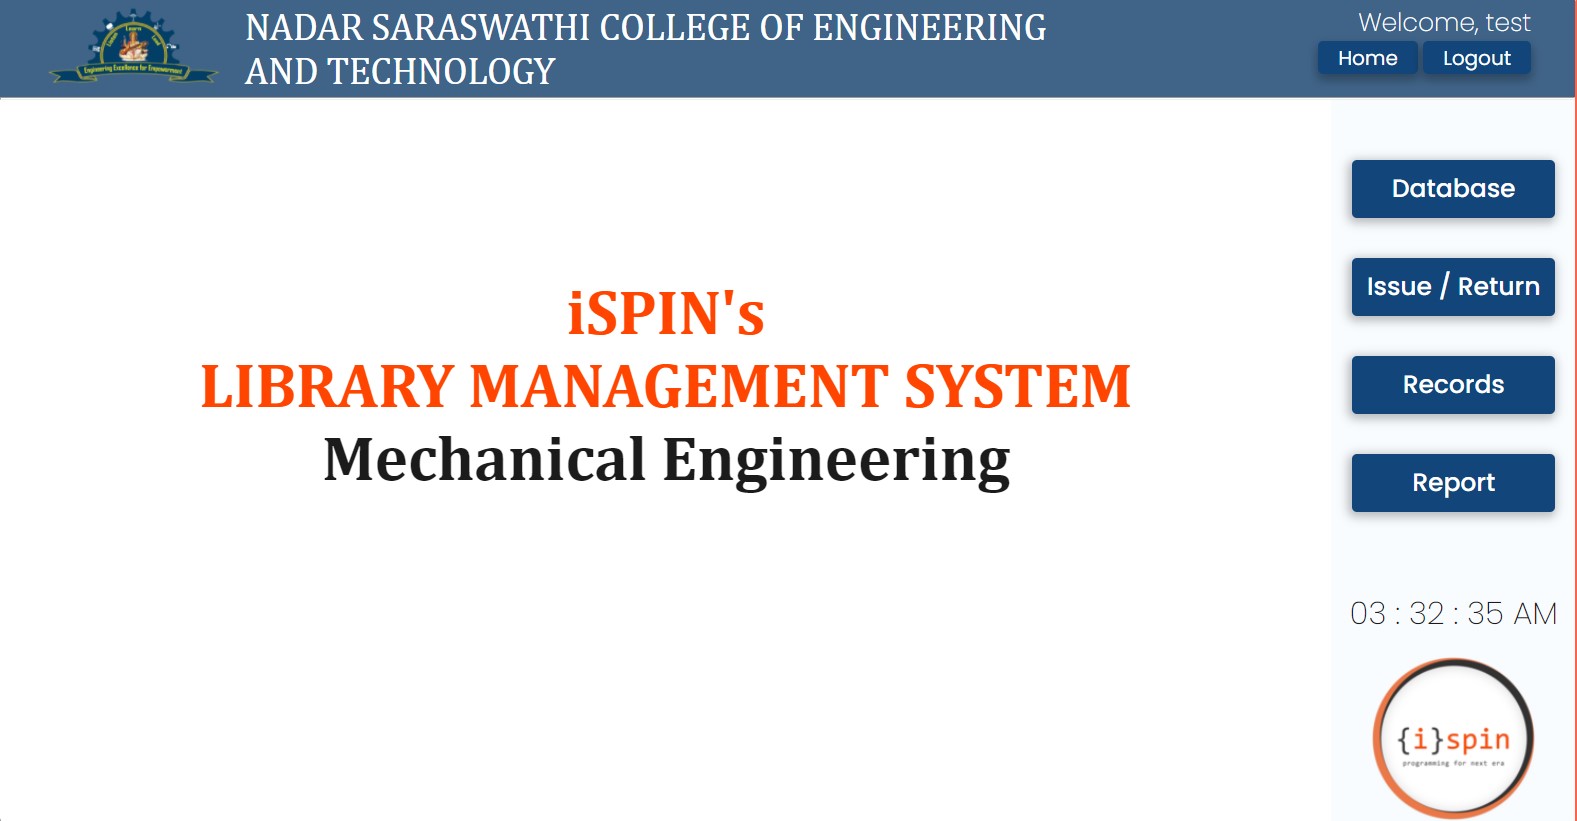 NADAR SARASWATHI COLLEGE OF ENGINEERING
AND TECHNOLOGY
Learn
Engineering Excellence for Empowerment
Welcome, test
Home
Logout
iSPIN's
LIBRARY MANAGEMENT SYSTEM
Mechanical Engineering
Database
Issue / Return
Records
Report
03 : 32 : 35 AM
{i}spin
programming for next era